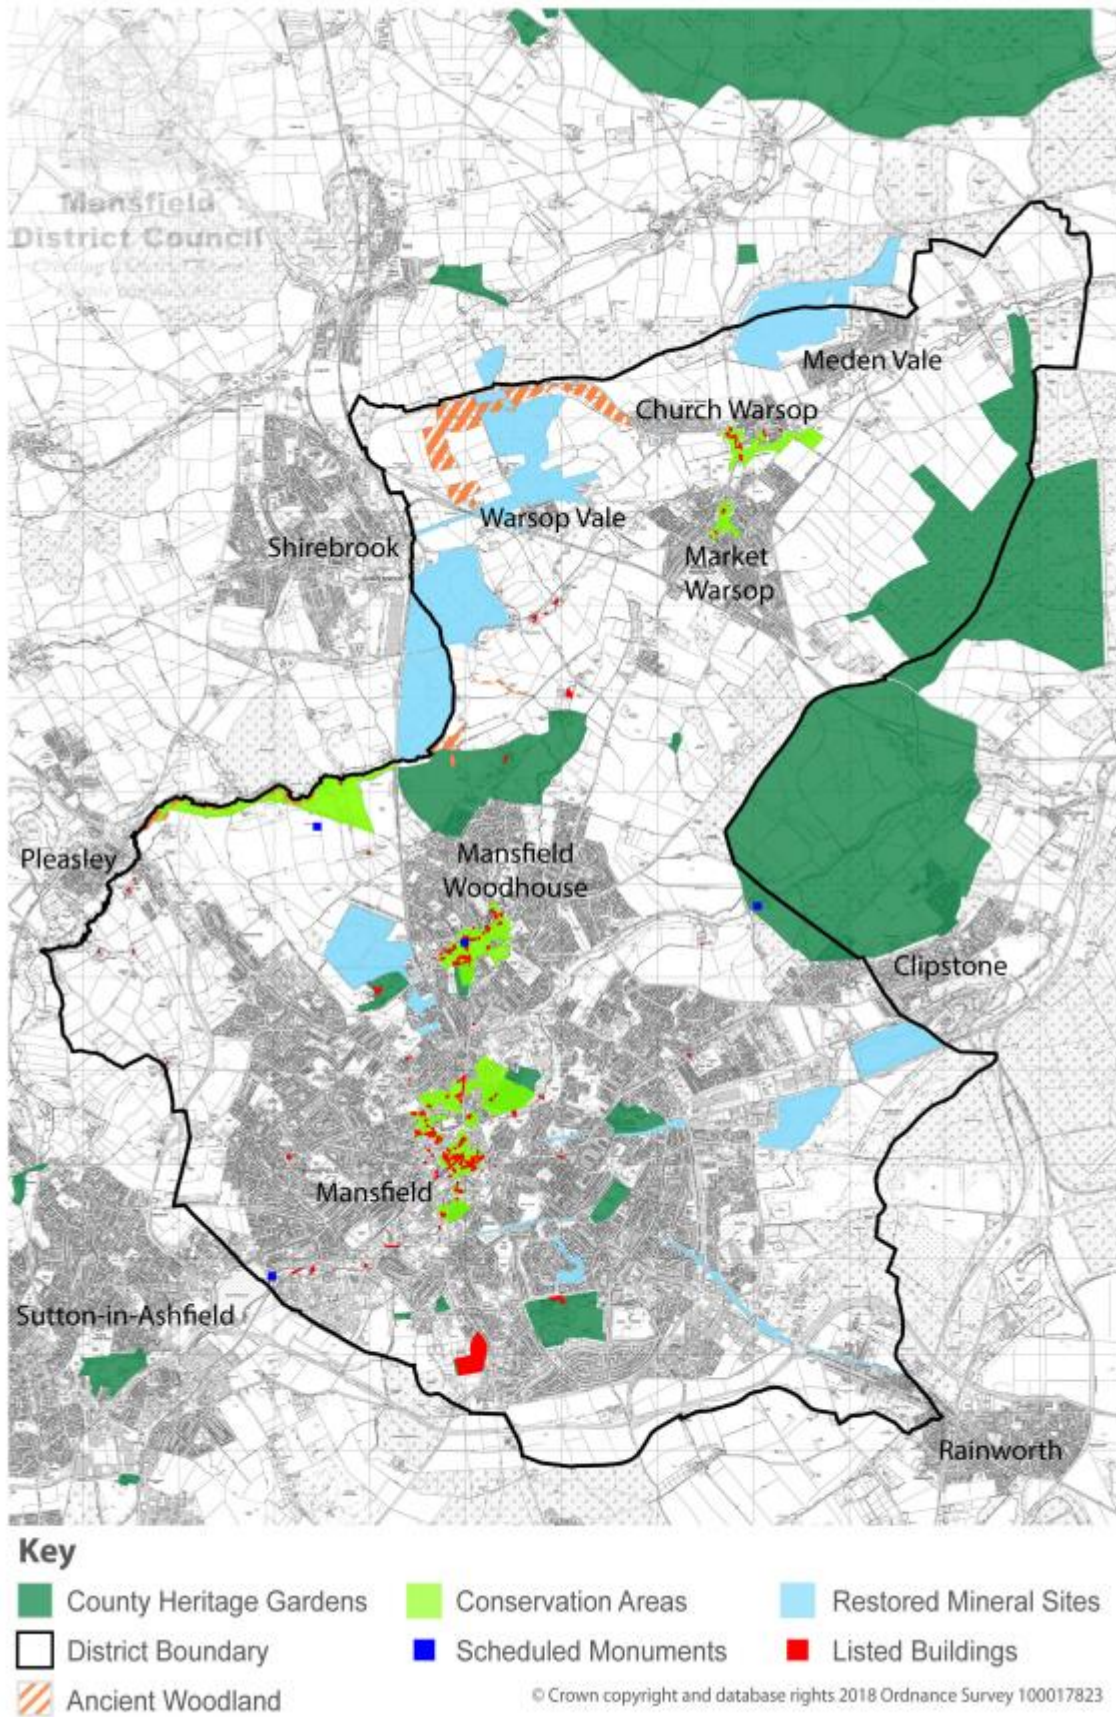 Mansfield
District Council
Meden Vale
Church Warsop
Warsop Vale
Shirebrook
Market
Warsop
Pleasley
Mansfield
Woodhouse
Clipstone
Mansfield
Sutton-in-Ashfield
Rainworth
Key
County Heritage Gardens
Conservation Areas
Restored Mineral Sites
District Boundary
Scheduled Monuments
Listed Buildings
Ancient Woodland
© Crown copyright and database rights 2018 Ordnance Survey 100017823